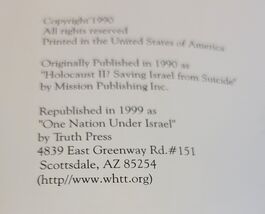 Copyright 1990
All rights reserved
Printed in the United States of America
Originally Published in 1990 as
"Holocaust II? Saving Israel from Suicide"
by Mission Publishing Inc.
Republished in 1999 as
"One Nation Under Israel"
by Truth Press
4839 East Greenway Rd.#151
Scottsdale, AZ 85254
(http//www.whtt.org)